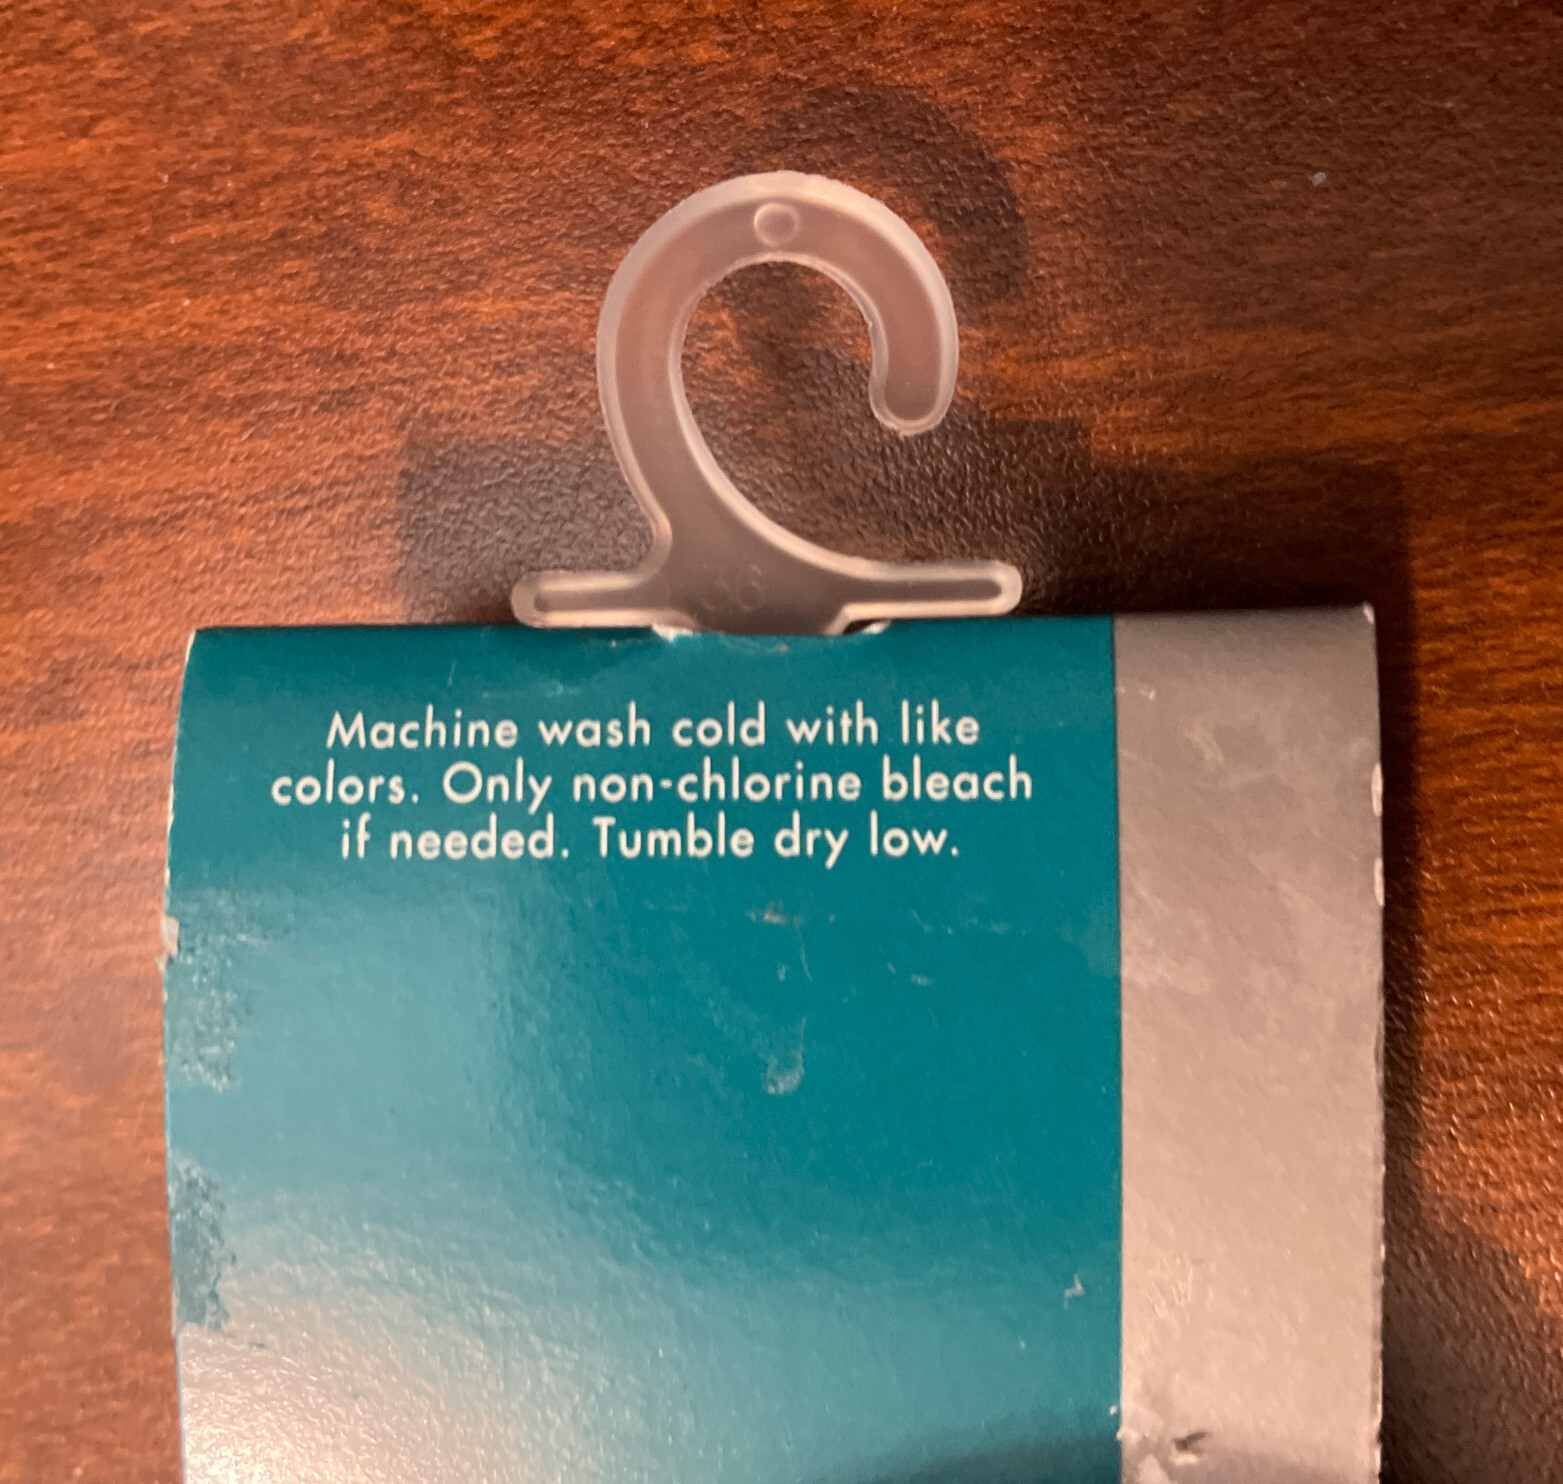 Machine wash cold with like
colors. Only non-chlorine bleach
if needed. Tumble dry low.